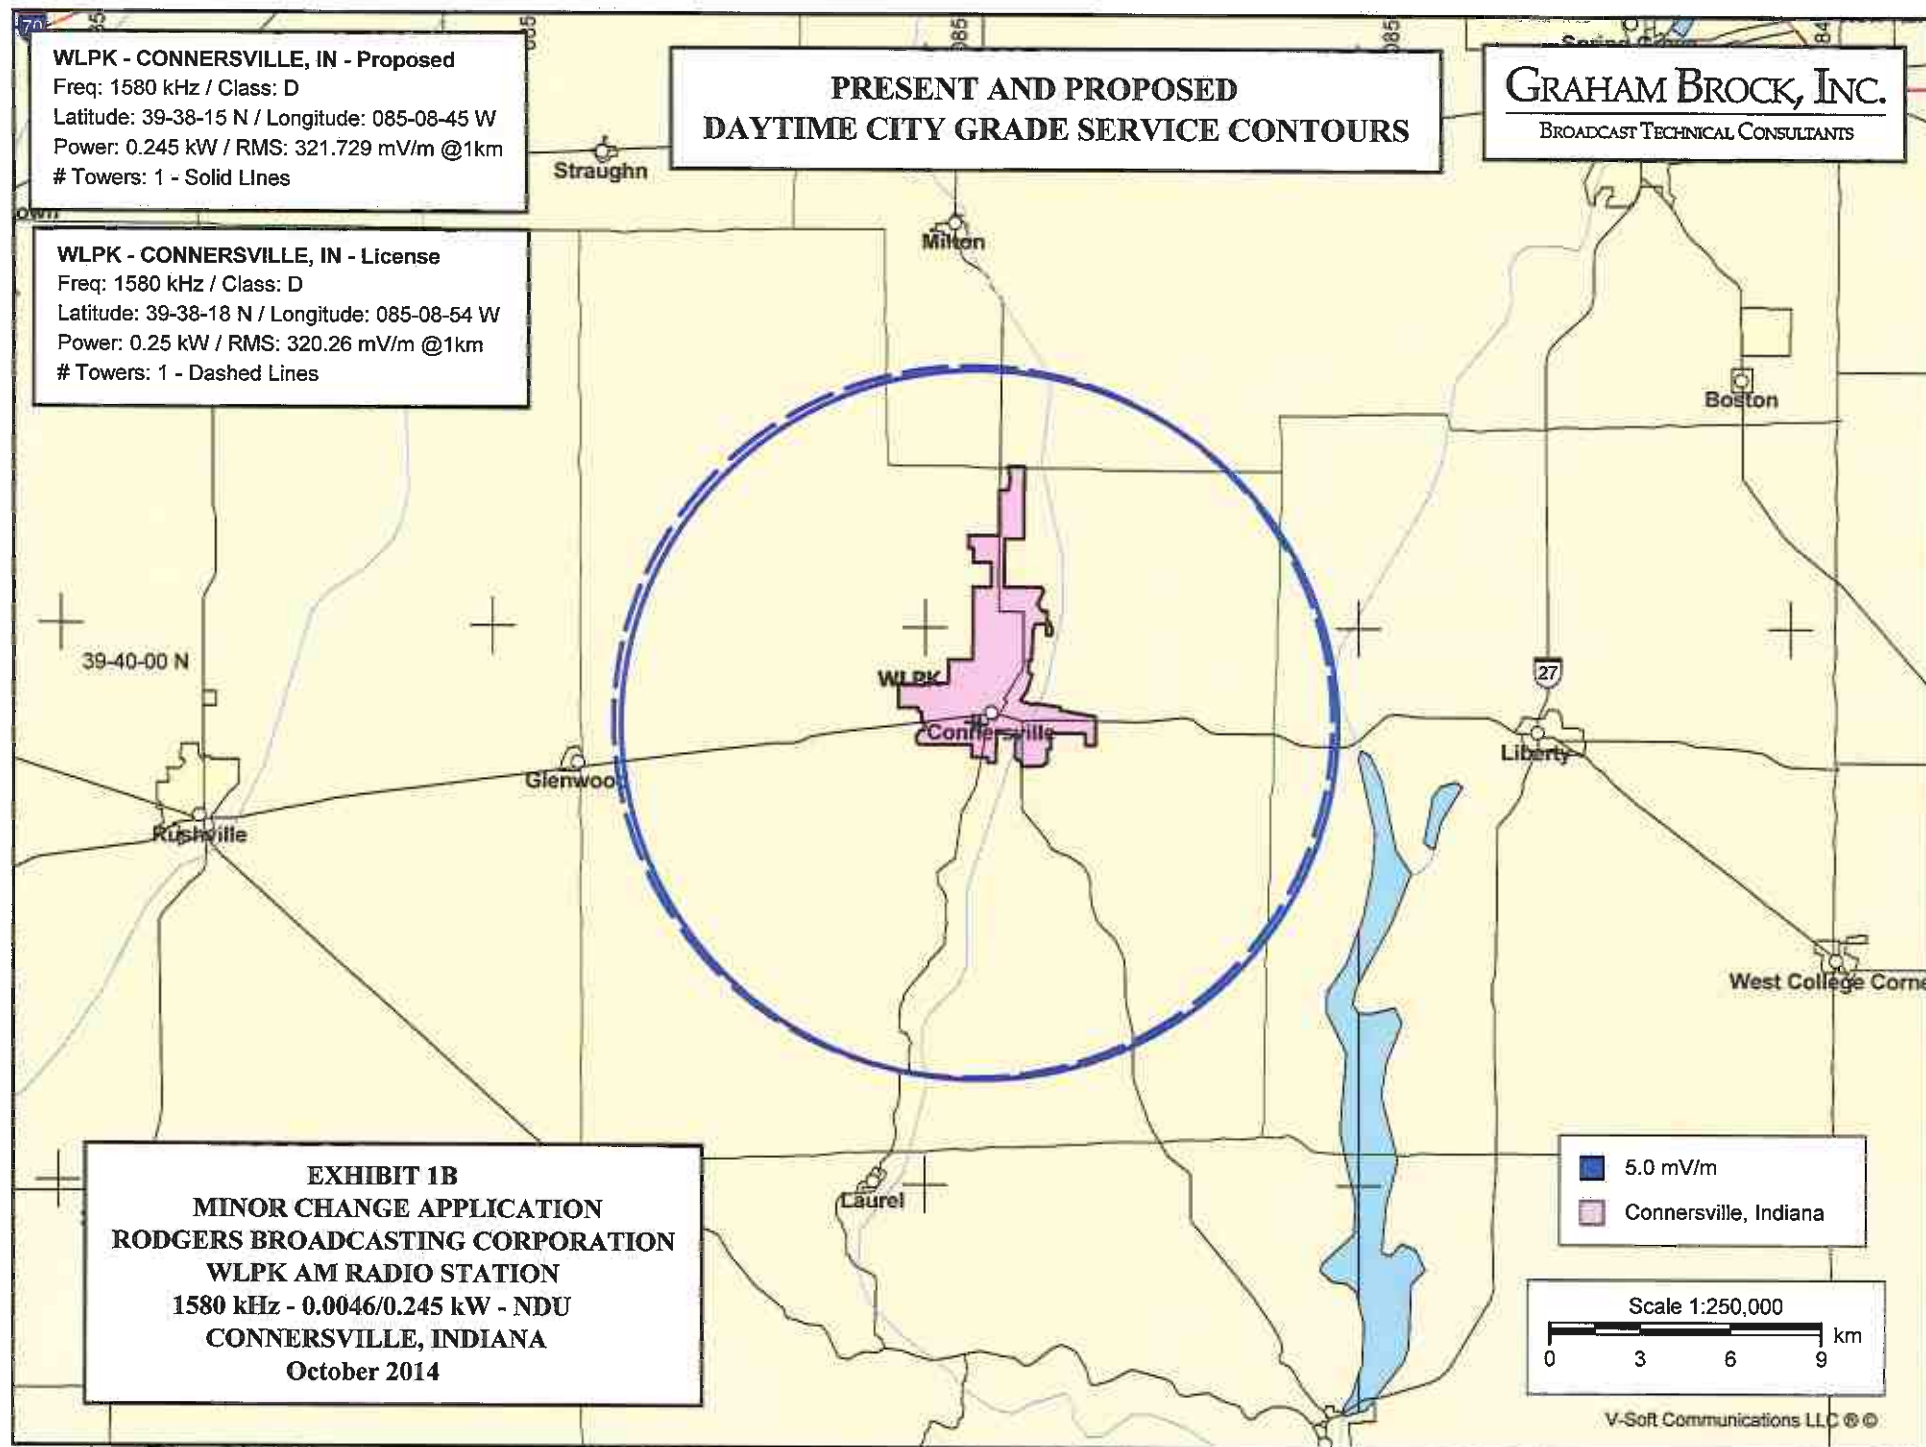 70
WLPK - CONNERSVILLE, IN - Proposed
Freq: 1580 kHz / Class: D
Latitude: 39-38-15 N / Longitude: 085-08-45 W
Power: 0.245 kW / RMS: 321.729 mV/m @1km
# Towers: 1 - Solid Lines
WLPK - CONNERSVILLE, IN - License
Freq: 1580 kHz / Class: D
Latitude: 39-38-18 N / Longitude: 085-08-54 W
Power: 0.25 kW / RMS: 320.26 mV/m @1km
# Towers: 1 - Dashed Lines
PRESENT AND PROPOSED
DAYTIME CITY GRADE SERVICE CONTOURS
GRAHAM BROCK, INC.
BROADCAST TECHNICAL CONSULTANTS
Straughn
Milton
Boston
39-40-00 N
WLPK
27
Connersville
Liberty
Glenwood
Rushville
West College Corne
Laurel
EXHIBIT 1B
MINOR CHANGE APPLICATION
RODGERS BROADCASTING CORPORATION
WLPK AM RADIO STATION
1580 kHz - 0.0046/0.245 kW - NDU
CONNERSVILLE, INDIANA
October 2014
5.0 mV/m
Connersville, Indiana
Scale 1:250,000
km
0 3 6 9
V-Soft Communications LLC ® ©